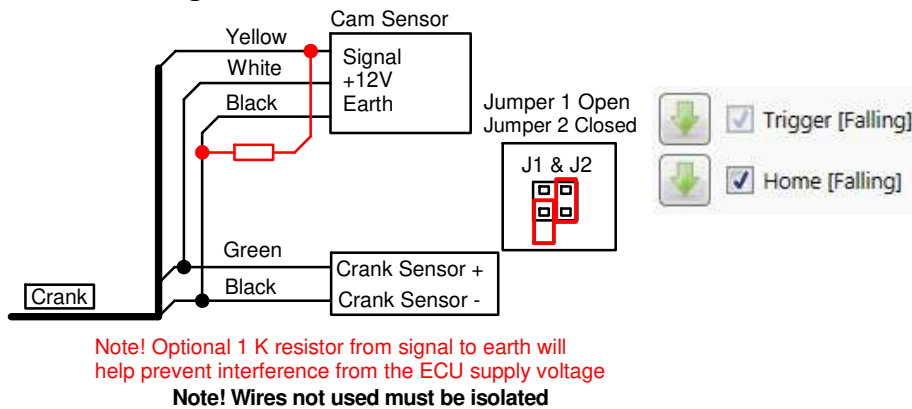 Cam Sensor
Yellow
Signal
White
+12V
Black
Earth
Jumper 1 Open
Jumper 2 Closed
J1 & J2
Trigger [Falling]
Home [Falling]
Green
Crank Sensor +
Black
Crank Sensor -
Crank
Note! Optional 1 K resistor from signal to earth will
help prevent interference from the ECU supply voltage
Note! Wires not used must be isolated